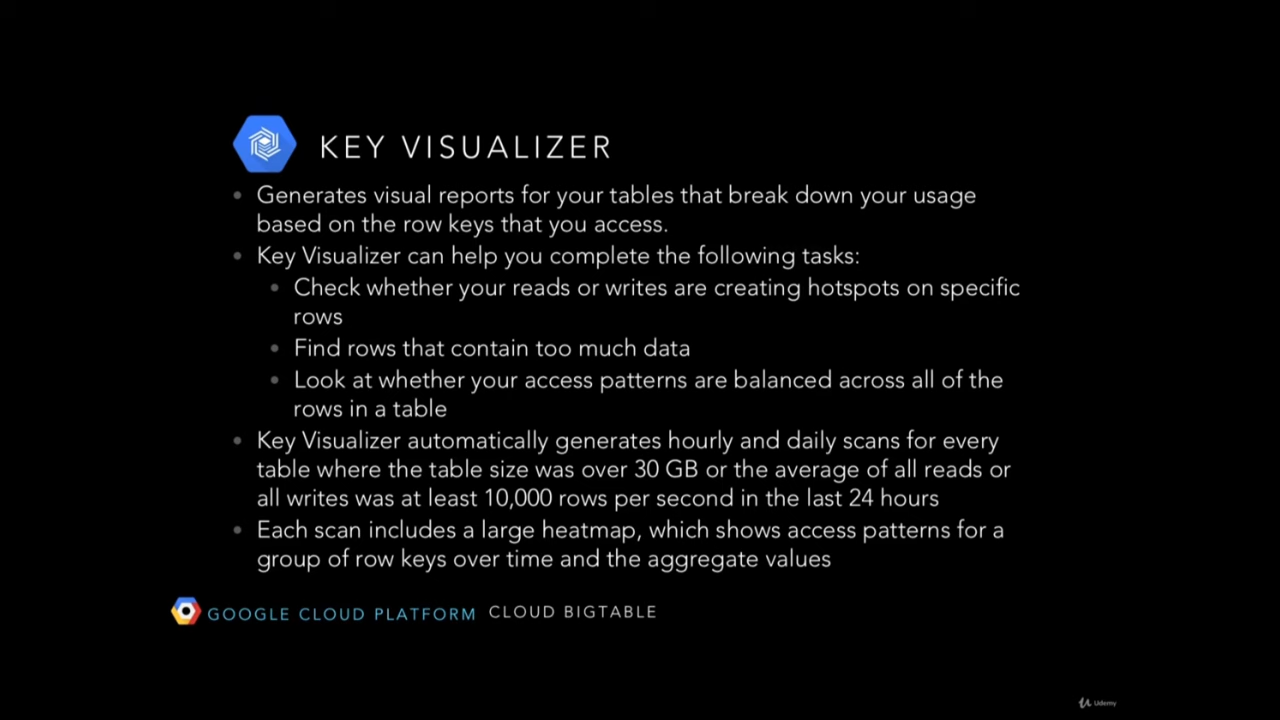 KEY VISUALIZER
• Generates visual reports for your tables that break down your usage
based on the row keys that you access.
• Key Visualizer can help you complete the following tasks:
• Check whether your reads or writes are creating hotspots on specific
rows
• Find rows that contain too much data
• Look at whether your access patterns are balanced across all of the
rows in a table
• Key Visualizer automatically generates hourly and daily scans for every
table where the table size was over 30 GB or the average of all reads or
all writes was at least 10,000 rows per second in the last 24 hours
• Each scan includes a large heatmap, which shows access patterns for a
group of row keys over time and the aggregate values
GOOGLE CLOUD PLATFORM CLOUD BIGTABLE
Udemy